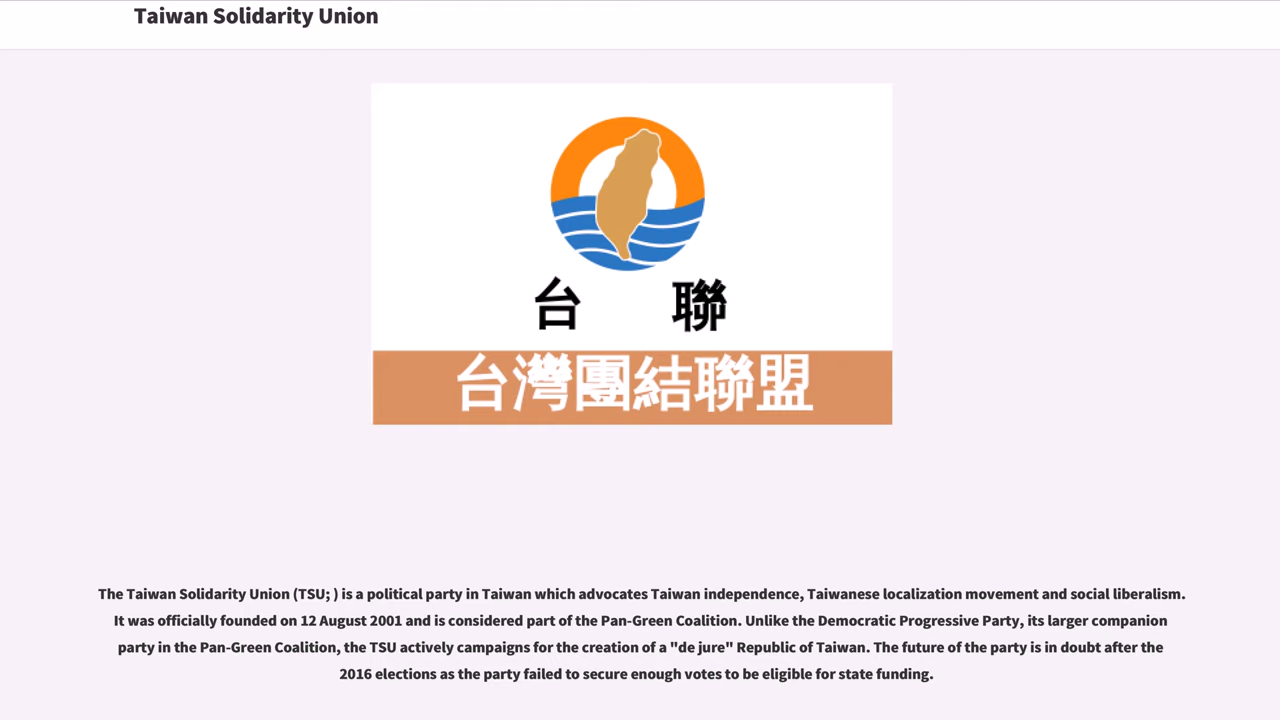 Taiwan Solidarity Union
台 聯
台灣團結聯盟
The Taiwan Solidarity Union (TSU; ) is a political party in Taiwan which advocates Taiwan independence, Taiwanese localization movement and social liberalism.
It was officially founded on 12 August 2001 and is considered part of the Pan-Green Coalition. Unlike the Democratic Progressive Party, its larger companion
party in the Pan-Green Coalition, the TSU actively campaigns for the creation of a "de jure" Republic of Taiwan. The future of the party is in doubt after the
2016 elections as the party failed to secure enough votes to be eligible for state funding.